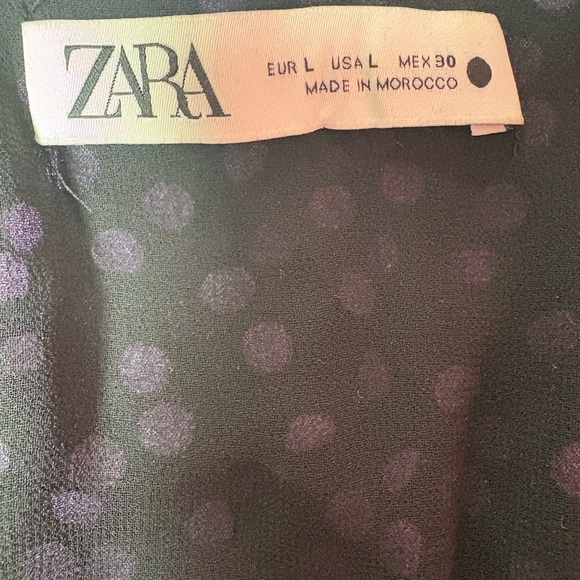 ZARA
EUR L USA L MEX 30
MADE IN MOROCCO